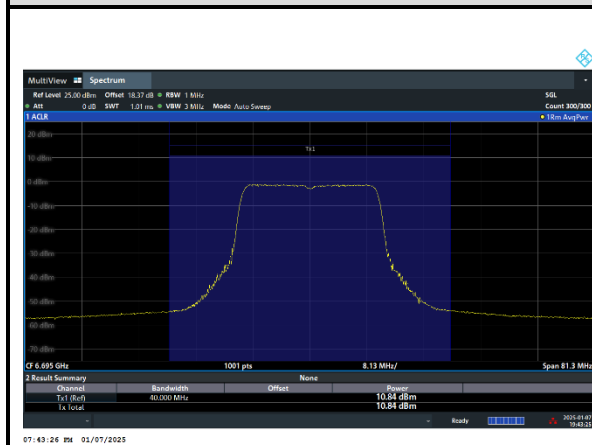 MultiView Spectrum
Ref Level 25.00 dBm Offset 18.37 dB RBW 1 MHz SGL
Att 0 dB SWT 1.01 ms VBW 3 MHz Mode Auto Sweep Count 300/300
1 ACLR 1Rm AvgPwr
20 dBm
Tx1
10 dBm
0 dBm
-10 dBm
-20 dBm
-30 dBm
-40 dBm
-50 dBm
-60 dBm
-70 dBm
CF 6.695 GHz 1001 pts 8.13 MHz/ Span 81.3 MHz
2 Result Summary None
Channel Bandwidth Offset Power
Tx1 (Ref) 40.000 MHz 10.84 dBm
Tx Total 10.84 dBm
Ready 2025-01-07
19:43:25
07:43:26 PM 01/07/2025